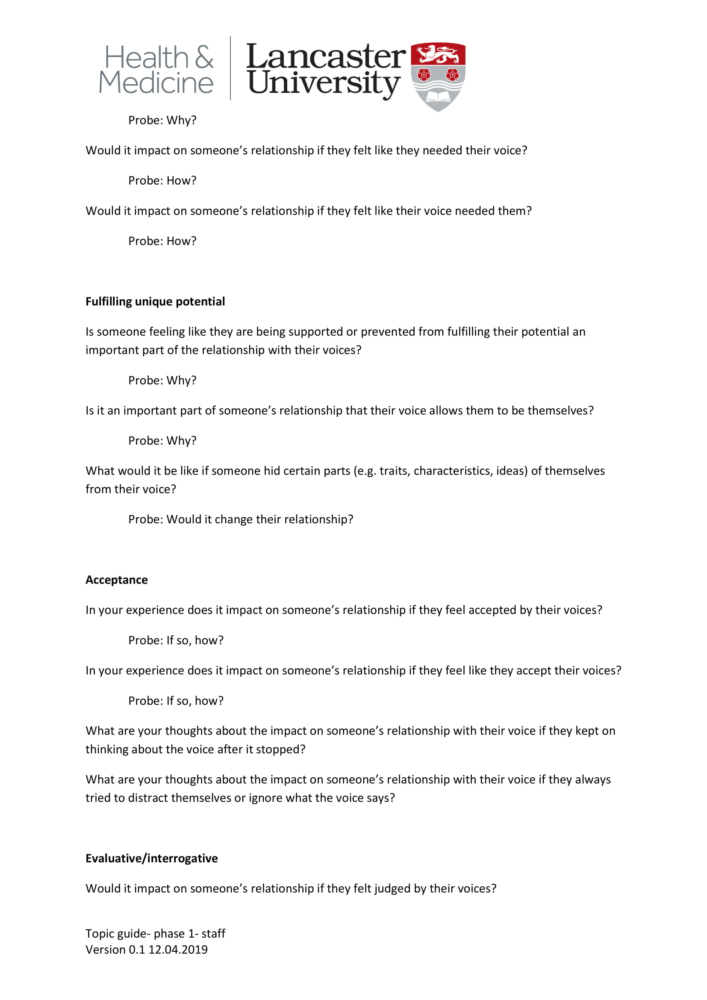 Health &
Medicine
Lancaster
University
Probe: Why?
Would it impact on someone’s relationship if they felt like they needed their voice?
Probe: How?
Would it impact on someone’s relationship if they felt like their voice needed them?
Probe: How?
Fulfilling unique potential
Is someone feeling like they are being supported or prevented from fulfilling their potential an
important part of the relationship with their voices?
Probe: Why?
Is it an important part of someone’s relationship that their voice allows them to be themselves?
Probe: Why?
What would it be like if someone hid certain parts (e.g. traits, characteristics, ideas) of themselves
from their voice?
Probe: Would it change their relationship?
Acceptance
In your experience does it impact on someone’s relationship if they feel accepted by their voices?
Probe: If so, how?
In your experience does it impact on someone’s relationship if they feel like they accept their voices?
Probe: If so, how?
What are your thoughts about the impact on someone’s relationship with their voice if they kept on
thinking about the voice after it stopped?
What are your thoughts about the impact on someone’s relationship with their voice if they always
tried to distract themselves or ignore what the voice says?
Evaluative/interrogative
Would it impact on someone’s relationship if they felt judged by their voices?
Topic guide- phase 1- staff
Version 0.1 12.04.2019